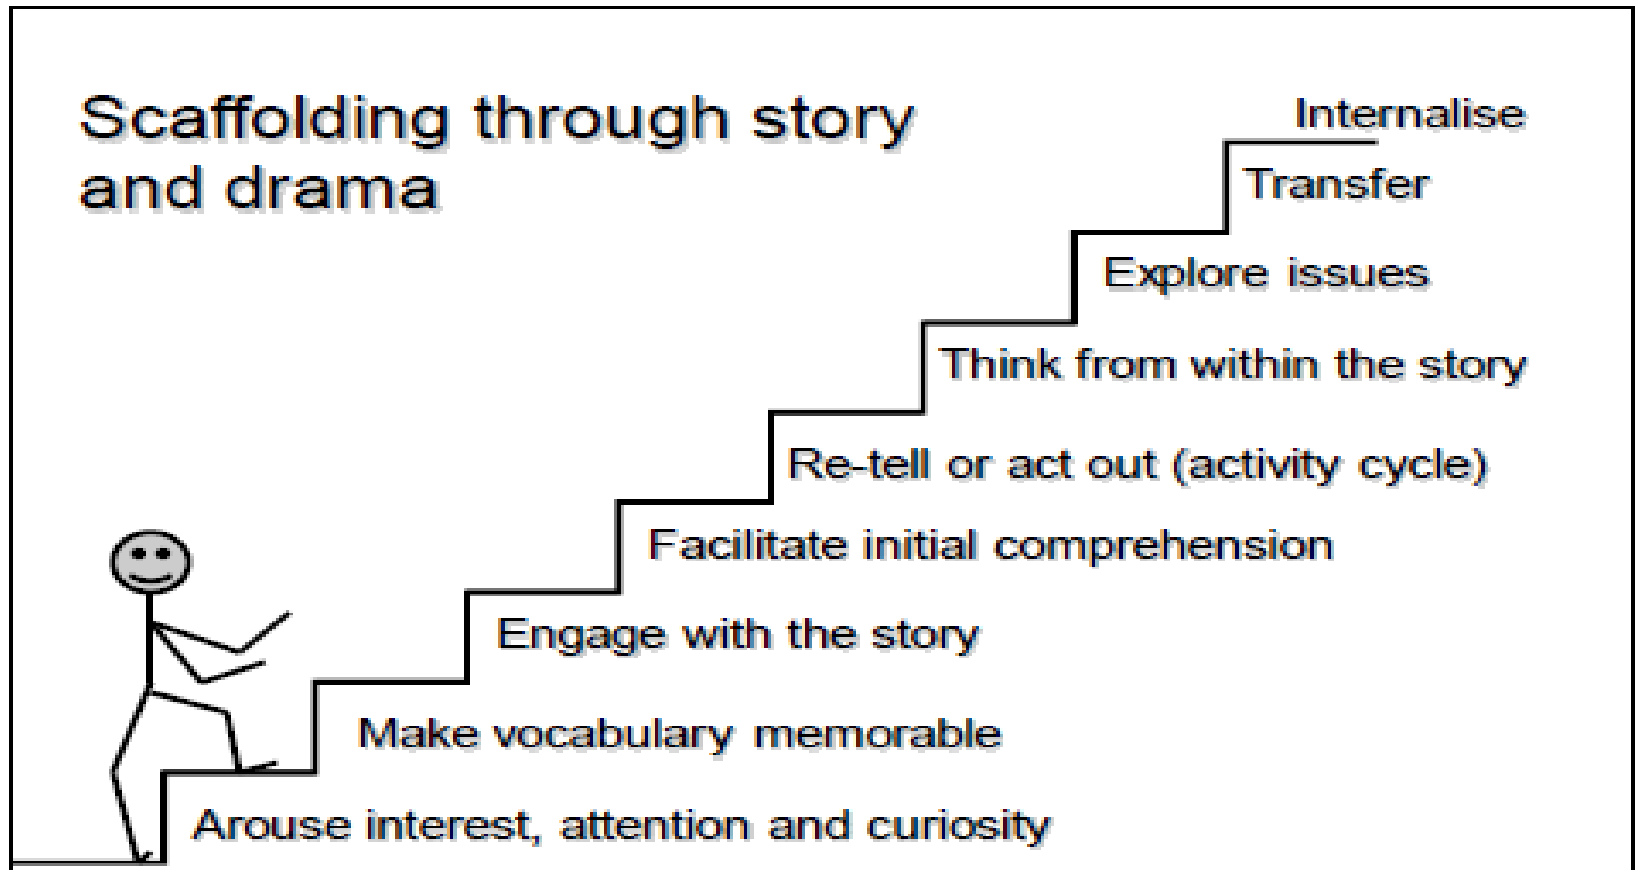 Scaffolding through story
and drama
Internalise
Transfer
Explore issues
Think from within the story
Re-tell or act out (activity cycle)
Facilitate initial comprehension
Engage with the story
Make vocabulary memorable
Arouse interest, attention and curiosity